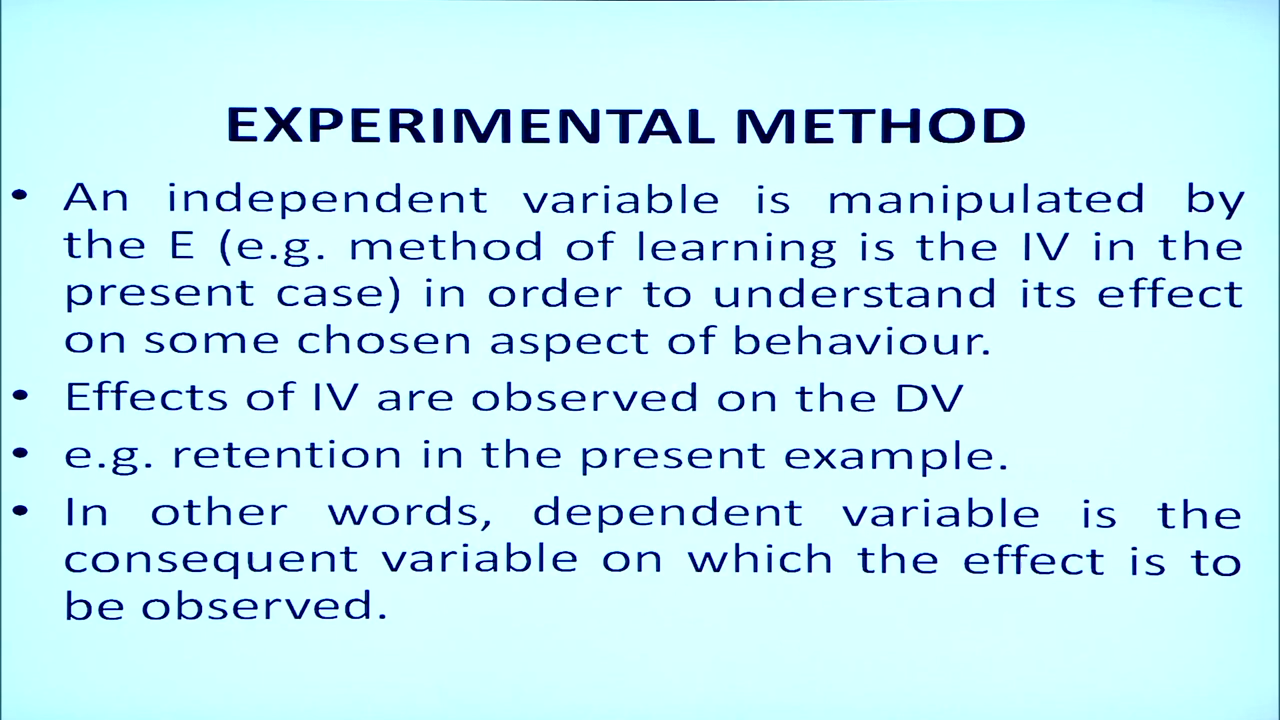 EXPERIMENTAL METHOD
• An independent variable is manipulated by
the E (e.g. method of learning is the IV in the
present case) in order to understand its effect
on some chosen aspect of behaviour.
• Effects of IV are observed on the DV
• e.g. retention in the present example.
• In other words, dependent variable is the
consequent variable on which the effect is to
be observed.